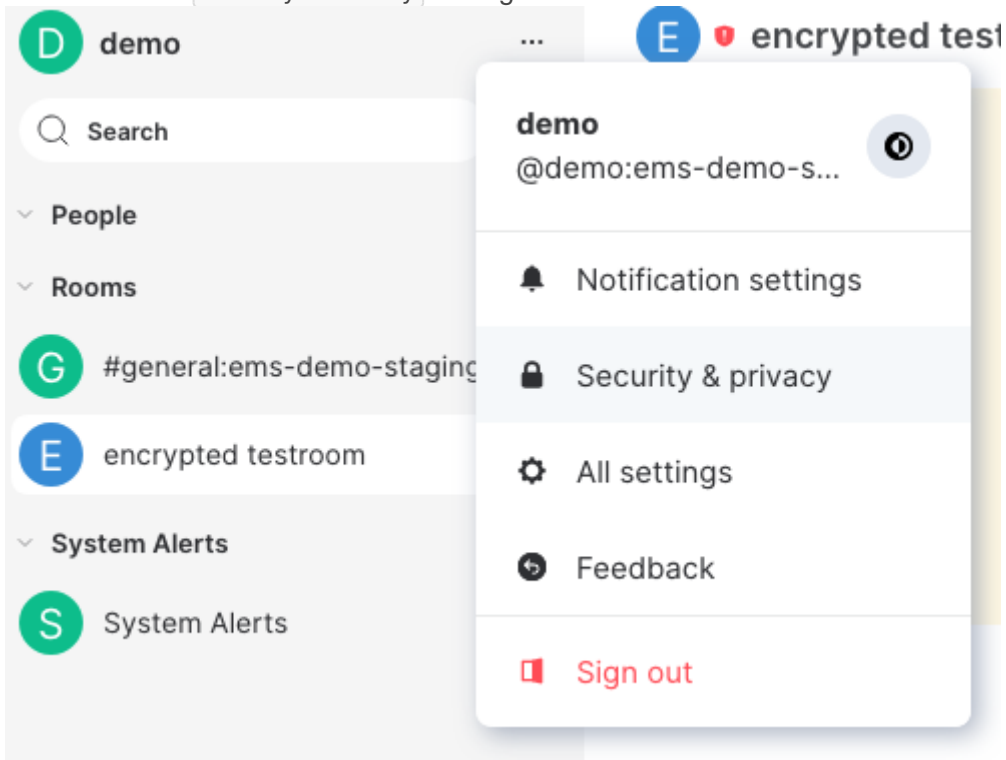 D demo
...
E encrypted test
Search
demo
@demo:ems-demo-s...
People
Rooms
G #general:ems-demo-staging
E encrypted testroom
System Alerts
S System Alerts
Notification settings
Security & privacy
All settings
Feedback
Sign out